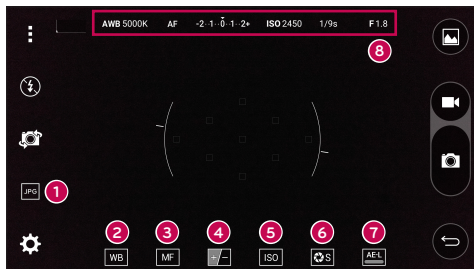 AWB 5000K AF -2··1··0··1··2+ ISO 2450 1/9s F 1.8
8
JPG 1
2 3 4 5 6 7
WB MF +/- ISO S AE-L